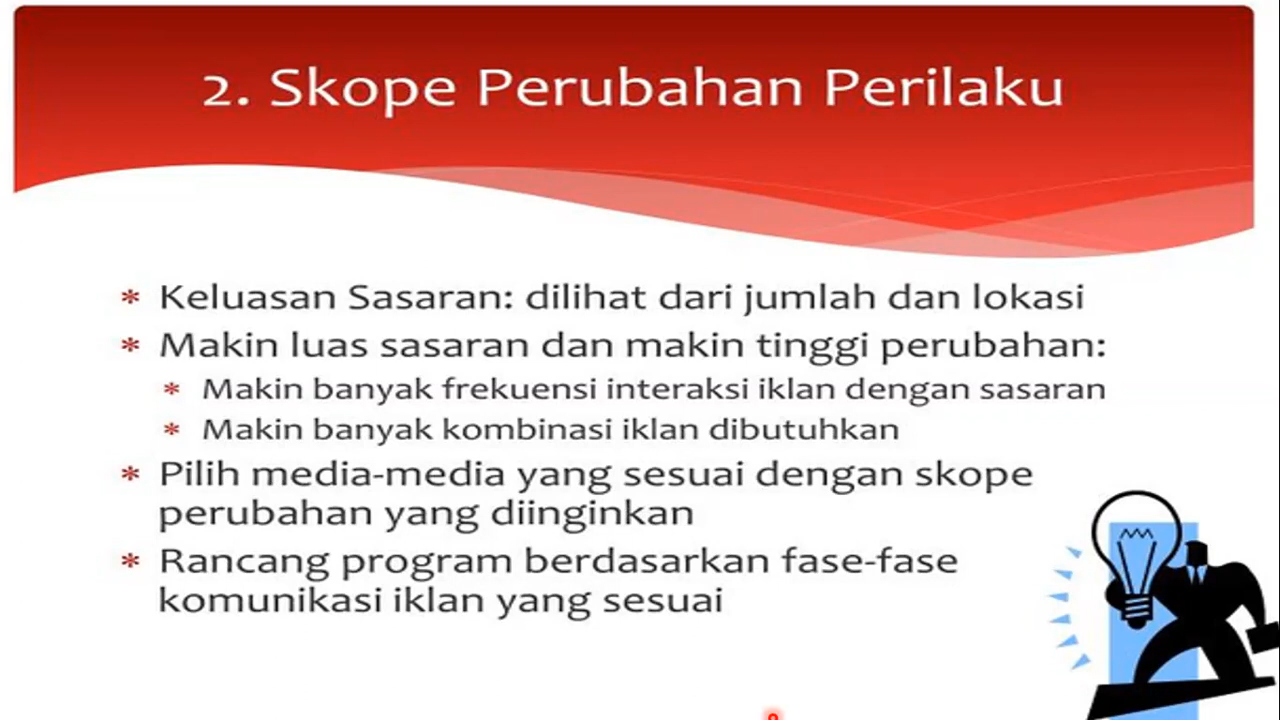 2. Skope Perubahan Perilaku
* Keluasan Sasaran: dilihat dari jumlah dan lokasi
* Makin luas sasaran dan makin tinggi perubahan:
* Makin banyak frekuensi interaksi iklan dengan sasaran
* Makin banyak kombinasi iklan dibutuhkan
* Pilih media-media yang sesuai dengan skope
perubahan yang diinginkan
* Rancang program berdasarkan fase-fase
komunikasi iklan yang sesuai